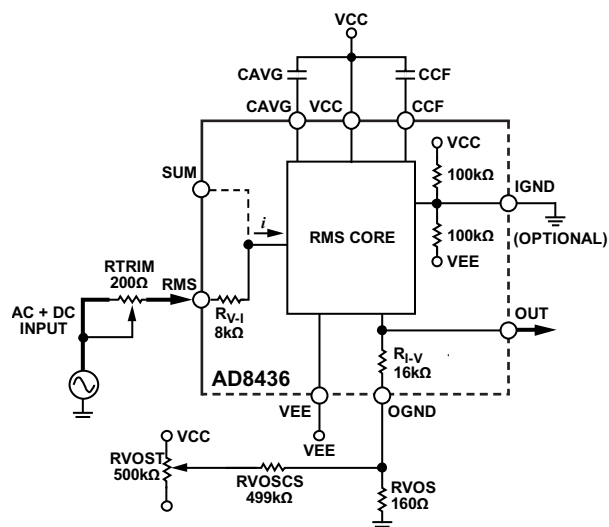 VCC
CAVG
CCF
CAVG
VCC
CCF
VCC
SUM
100kΩ
IGND
i
RMS CORE
100kΩ
(OPTIONAL)
VEE
RTRIM
200Ω
RMS
AC + DC
INPUT
RV-I
8kΩ
OUT
RI-V
16kΩ
AD8436
VEE
OGND
VEE
VCC
RVOST
500kΩ
RVOSCS
499kΩ
RVOS
160Ω